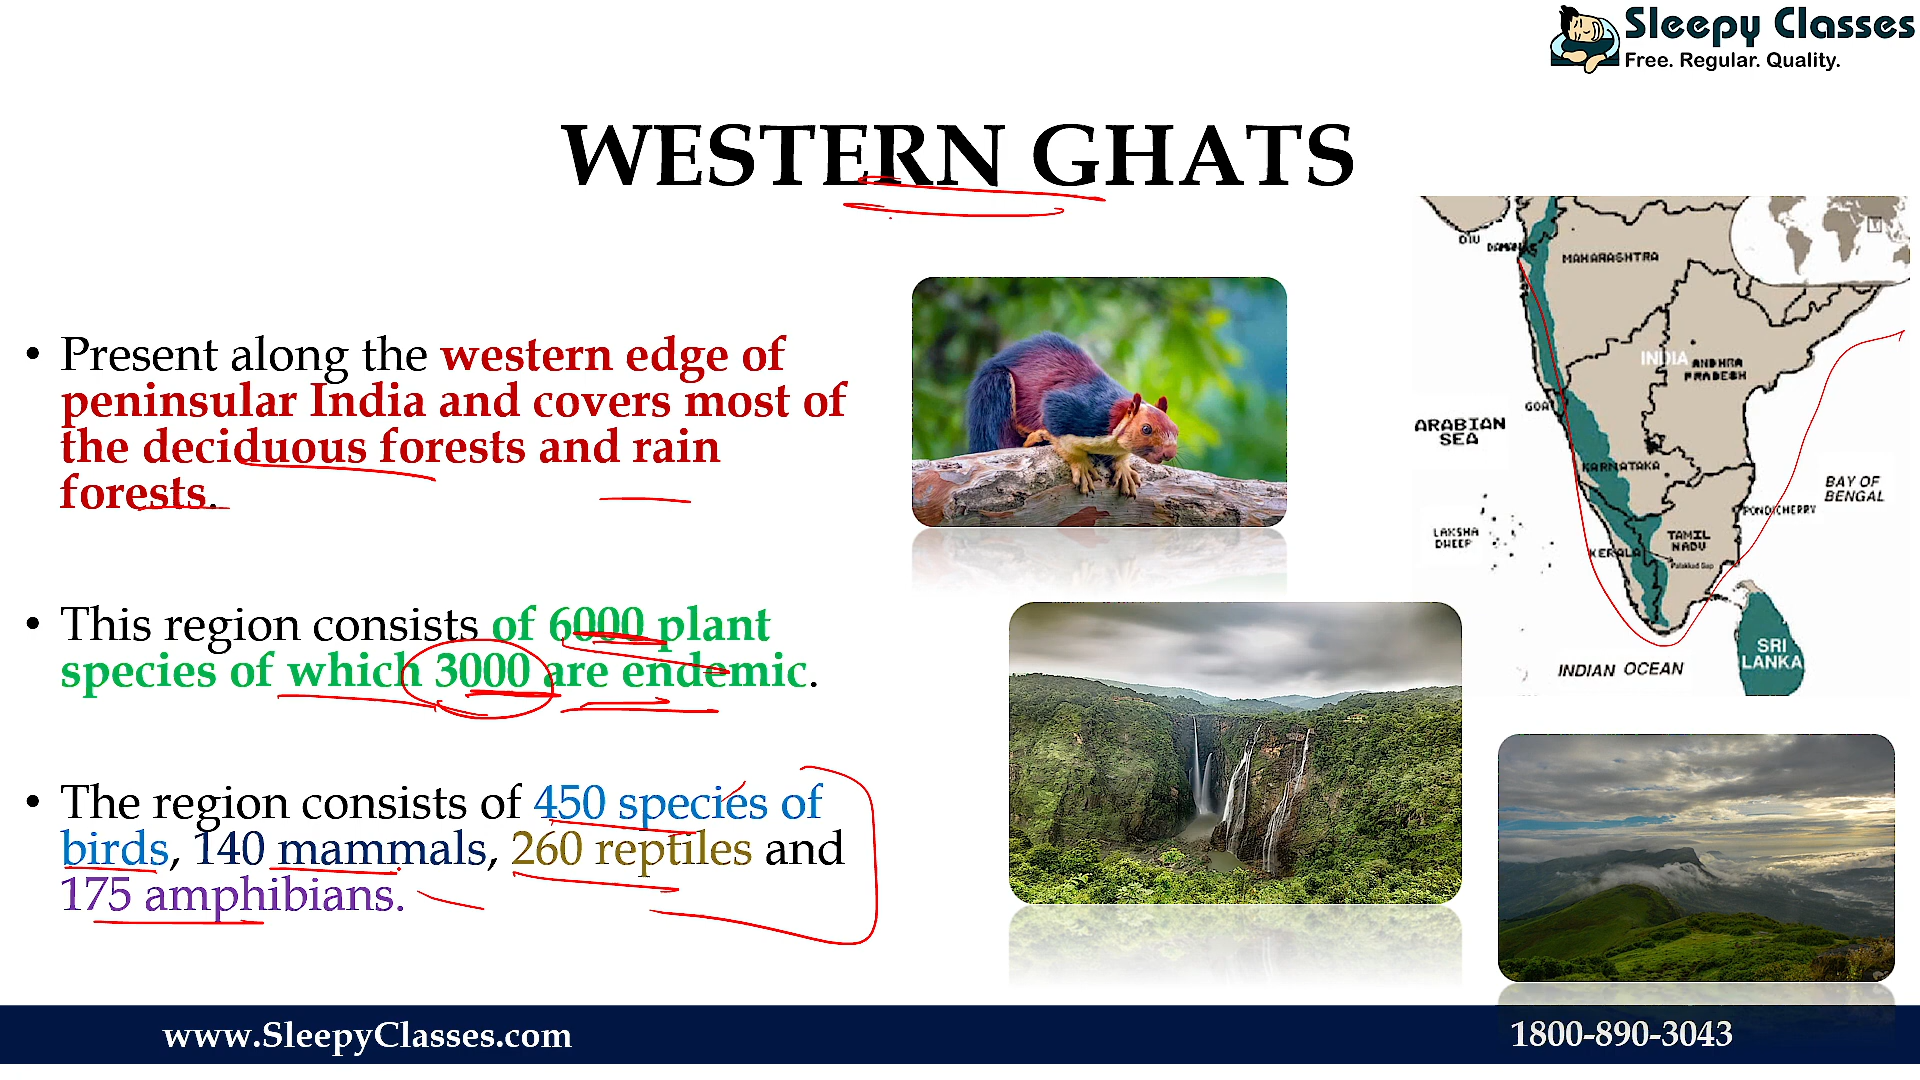 Sleepy Classes
Free. Regular. Quality.
WESTERN GHATS
• Present along the western edge of
peninsular India and covers most of
the deciduous forests and rain
forests.
• This region consists of 6000 plant
species of which 3000 are endemic.
• The region consists of 450 species of
birds, 140 mammals, 260 reptiles and
175 amphibians.
DIU
DAMAN
MAHARASHTRA
INDIA
ANDHRA
PRADESH
GOA
ARABIAN
SEA
KARNATAKA
BAY OF
BENGAL
PONDICHERRY
LAKSHA
DWEEP
KERALA
TAMIL
NADU
Palakkad Gap
SRI
LANKA
INDIAN OCEAN
www.SleepyClasses.com
1800-890-3043